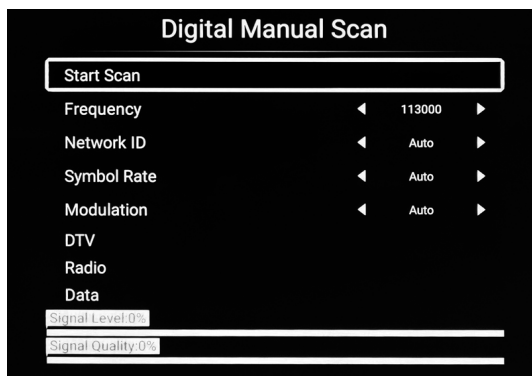 Digital Manual Scan
Start Scan
Frequency 113000
Network ID Auto
Symbol Rate Auto
Modulation Auto
DTV
Radio
Data
Signal Level:0%
Signal Quality:0%